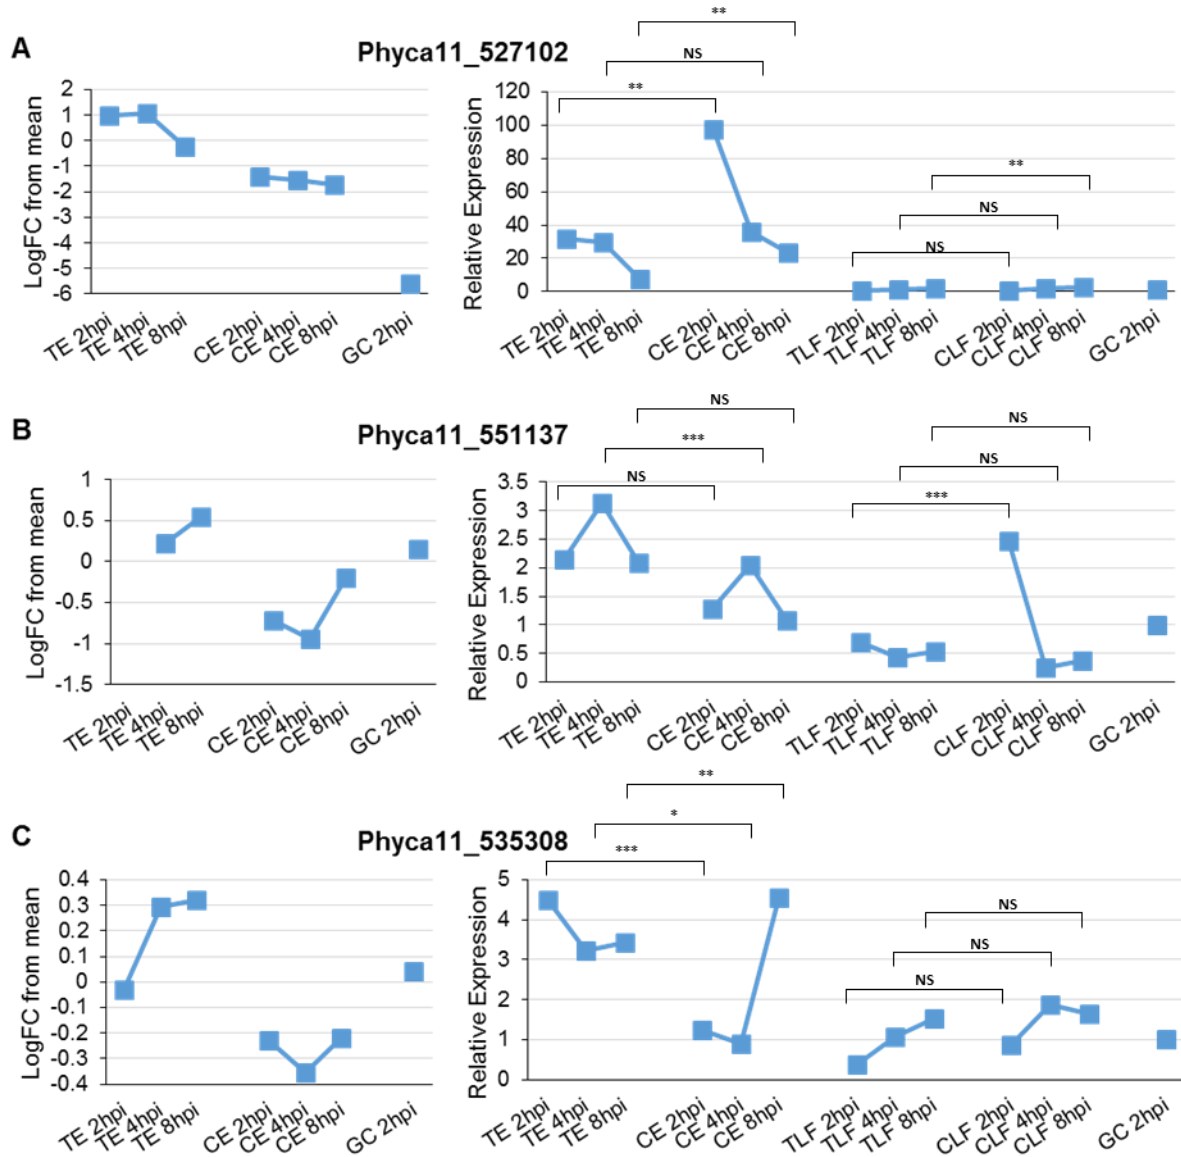 A
Phyca11_527102
**
NS
**
**
NS
NS
LogFC from mean
2
1
0
-1
-2
-3
-4
-5
-6
TE 2hpi
TE 4hpi
TE 8hpi
CE 2hpi
CE 4hpi
CE 8hpi
GC 2hpi
Relative Expression
120
100
80
60
40
20
0
TE 2hpi
TE 4hpi
TE 8hpi
CE 2hpi
CE 4hpi
CE 8hpi
TLF 2hpi
TLF 4hpi
TLF 8hpi
CLF 2hpi
CLF 4hpi
CLF 8hpi
GC 2hpi
B
Phyca11_551137
NS
***
NS
NS
NS
***
LogFC from mean
1
0.5
0
-0.5
-1
-1.5
TE 2hpi
TE 4hpi
TE 8hpi
CE 2hpi
CE 4hpi
CE 8hpi
GC 2hpi
Relative Expression
3.5
3
2.5
2
1.5
1
0.5
0
TE 2hpi
TE 4hpi
TE 8hpi
CE 2hpi
CE 4hpi
CE 8hpi
TLF 2hpi
TLF 4hpi
TLF 8hpi
CLF 2hpi
CLF 4hpi
CLF 8hpi
GC 2hpi
C
Phyca11_535308
**
*
***
NS
NS
NS
LogFC from mean
0.4
0.3
0.2
0.1
0
-0.1
-0.2
-0.3
-0.4
TE 2hpi
TE 4hpi
TE 8hpi
CE 2hpi
CE 4hpi
CE 8hpi
GC 2hpi
Relative Expression
5
4
3
2
1
0
TE 2hpi
TE 4hpi
TE 8hpi
CE 2hpi
CE 4hpi
CE 8hpi
TLF 2hpi
TLF 4hpi
TLF 8hpi
CLF 2hpi
CLF 4hpi
CLF 8hpi
GC 2hpi